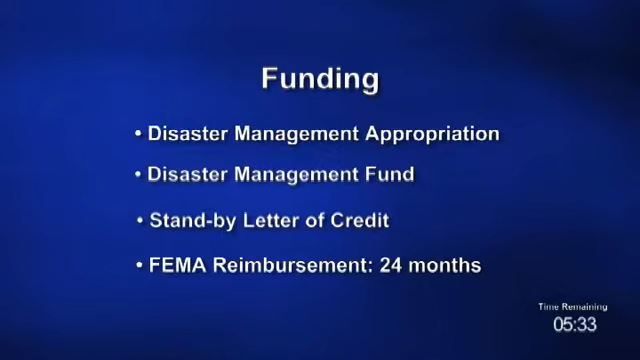 Funding
• Disaster Management Appropriation
• Disaster Management Fund
• Stand-by Letter of Credit
• FEMA Reimbursement: 24 months
Time Remaining
05:33